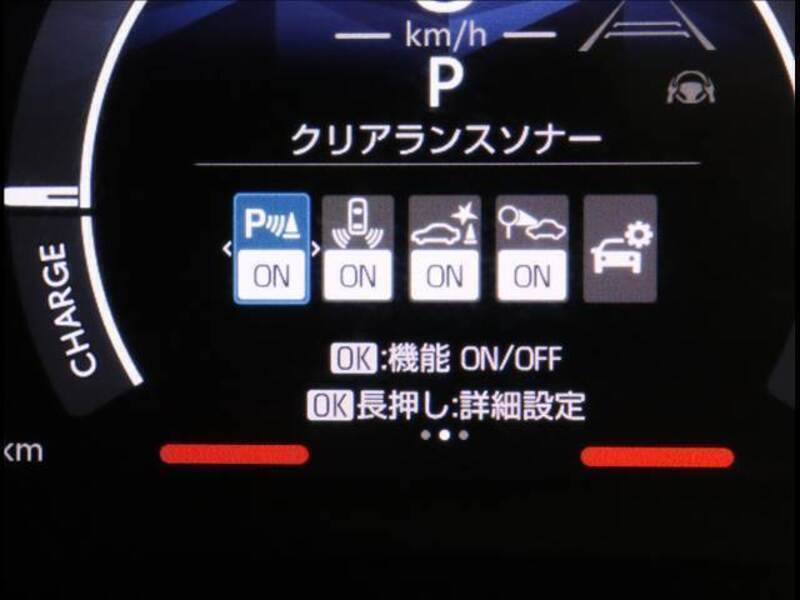 km/h
P
クリアランスソナー
P
ON ON ON ON
CHARGE
OK:機能 ON/OFF
OK長押し:詳細設定
km